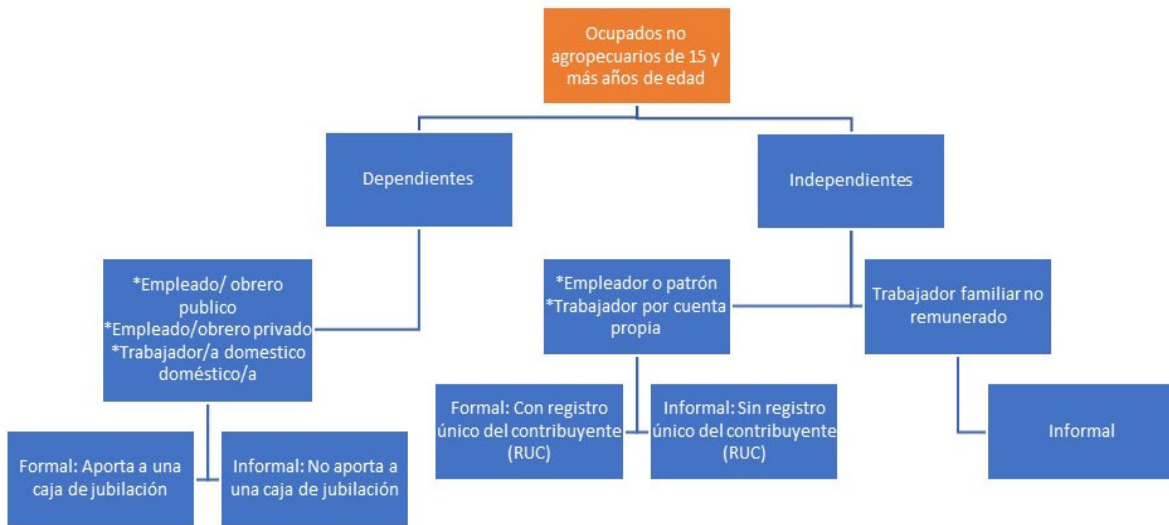 Ocupados no
agropecuarios de 15 y
más años de edad
Dependientes
Independientes
*Empleado/ obrero
publico
*Empleado/obrero privado
*Trabajador/a domestico
doméstico/a
*Empleador o patrón
*Trabajador por cuenta
propia
Trabajador familiar no
remunerado
Formal: Aporta a una
caja de jubilación
Informal: No aporta a
una caja de jubilación
Formal: Con registro
único del contribuyente
(RUC)
Informal: Sin registro
único del contribuyente
(RUC)
Informal